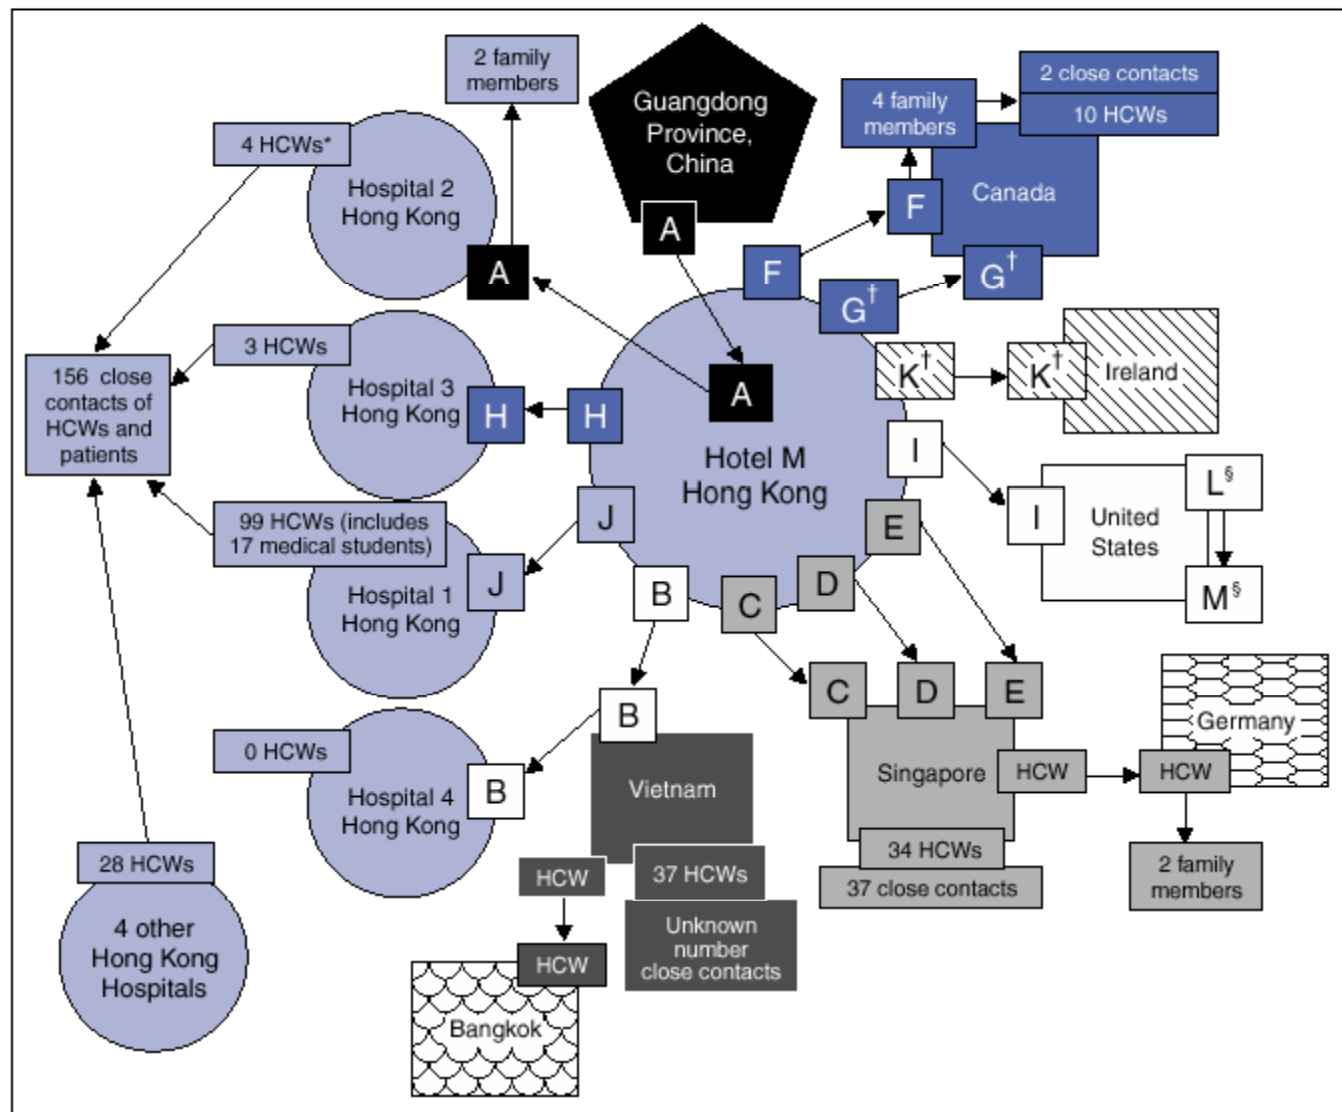 2 family
members
Guangdong
Province,
China
A
4 family
members
2 close contacts
10 HCWs
Canada
F
G†
4 HCWs*
Hospital 2
Hong Kong
A
F
G†
K†
K†
Ireland
3 HCWs
Hospital 3
Hong Kong
H
H
A
Hotel M
Hong Kong
156 close
contacts of
HCWs and
patients
I
I
United
States
L§
M§
99 HCWs (includes
17 medical students)
Hospital 1
Hong Kong
J
J
B
C
D
E
B
C
D
E
Singapore
HCW
34 HCWs
37 close contacts
Germany
HCW
2 family
members
0 HCWs
Hospital 4
Hong Kong
B
Vietnam
HCW
37 HCWs
Unknown
number
close contacts
HCW
Bangkok
28 HCWs
4 other
Hong Kong
Hospitals